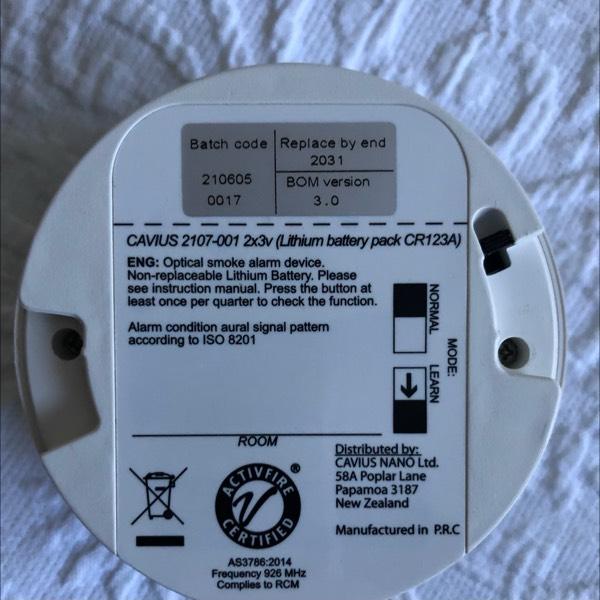 Batch code
210605
0017
Replace by end
2031
BOM version
3.0
CAVIUS 2107-001 2x3v (Lithium battery pack CR123A)
ENG: Optical smoke alarm device.
Non-replaceable Lithium Battery. Please
see instruction manual. Press the button at
least once per quarter to check the function.
Alarm condition aural signal pattern
according to ISO 8201
NORMAL
LEARN
MODE:
ROOM
ACTIVFIRE
®
CERTIFIED
AS3786:2014
Frequency 926 MHz
Complies to RCM
Distributed by:
CAVIUS NANO Ltd.
58A Poplar Lane
Papamoa 3187
New Zealand
Manufactured in P.R.C